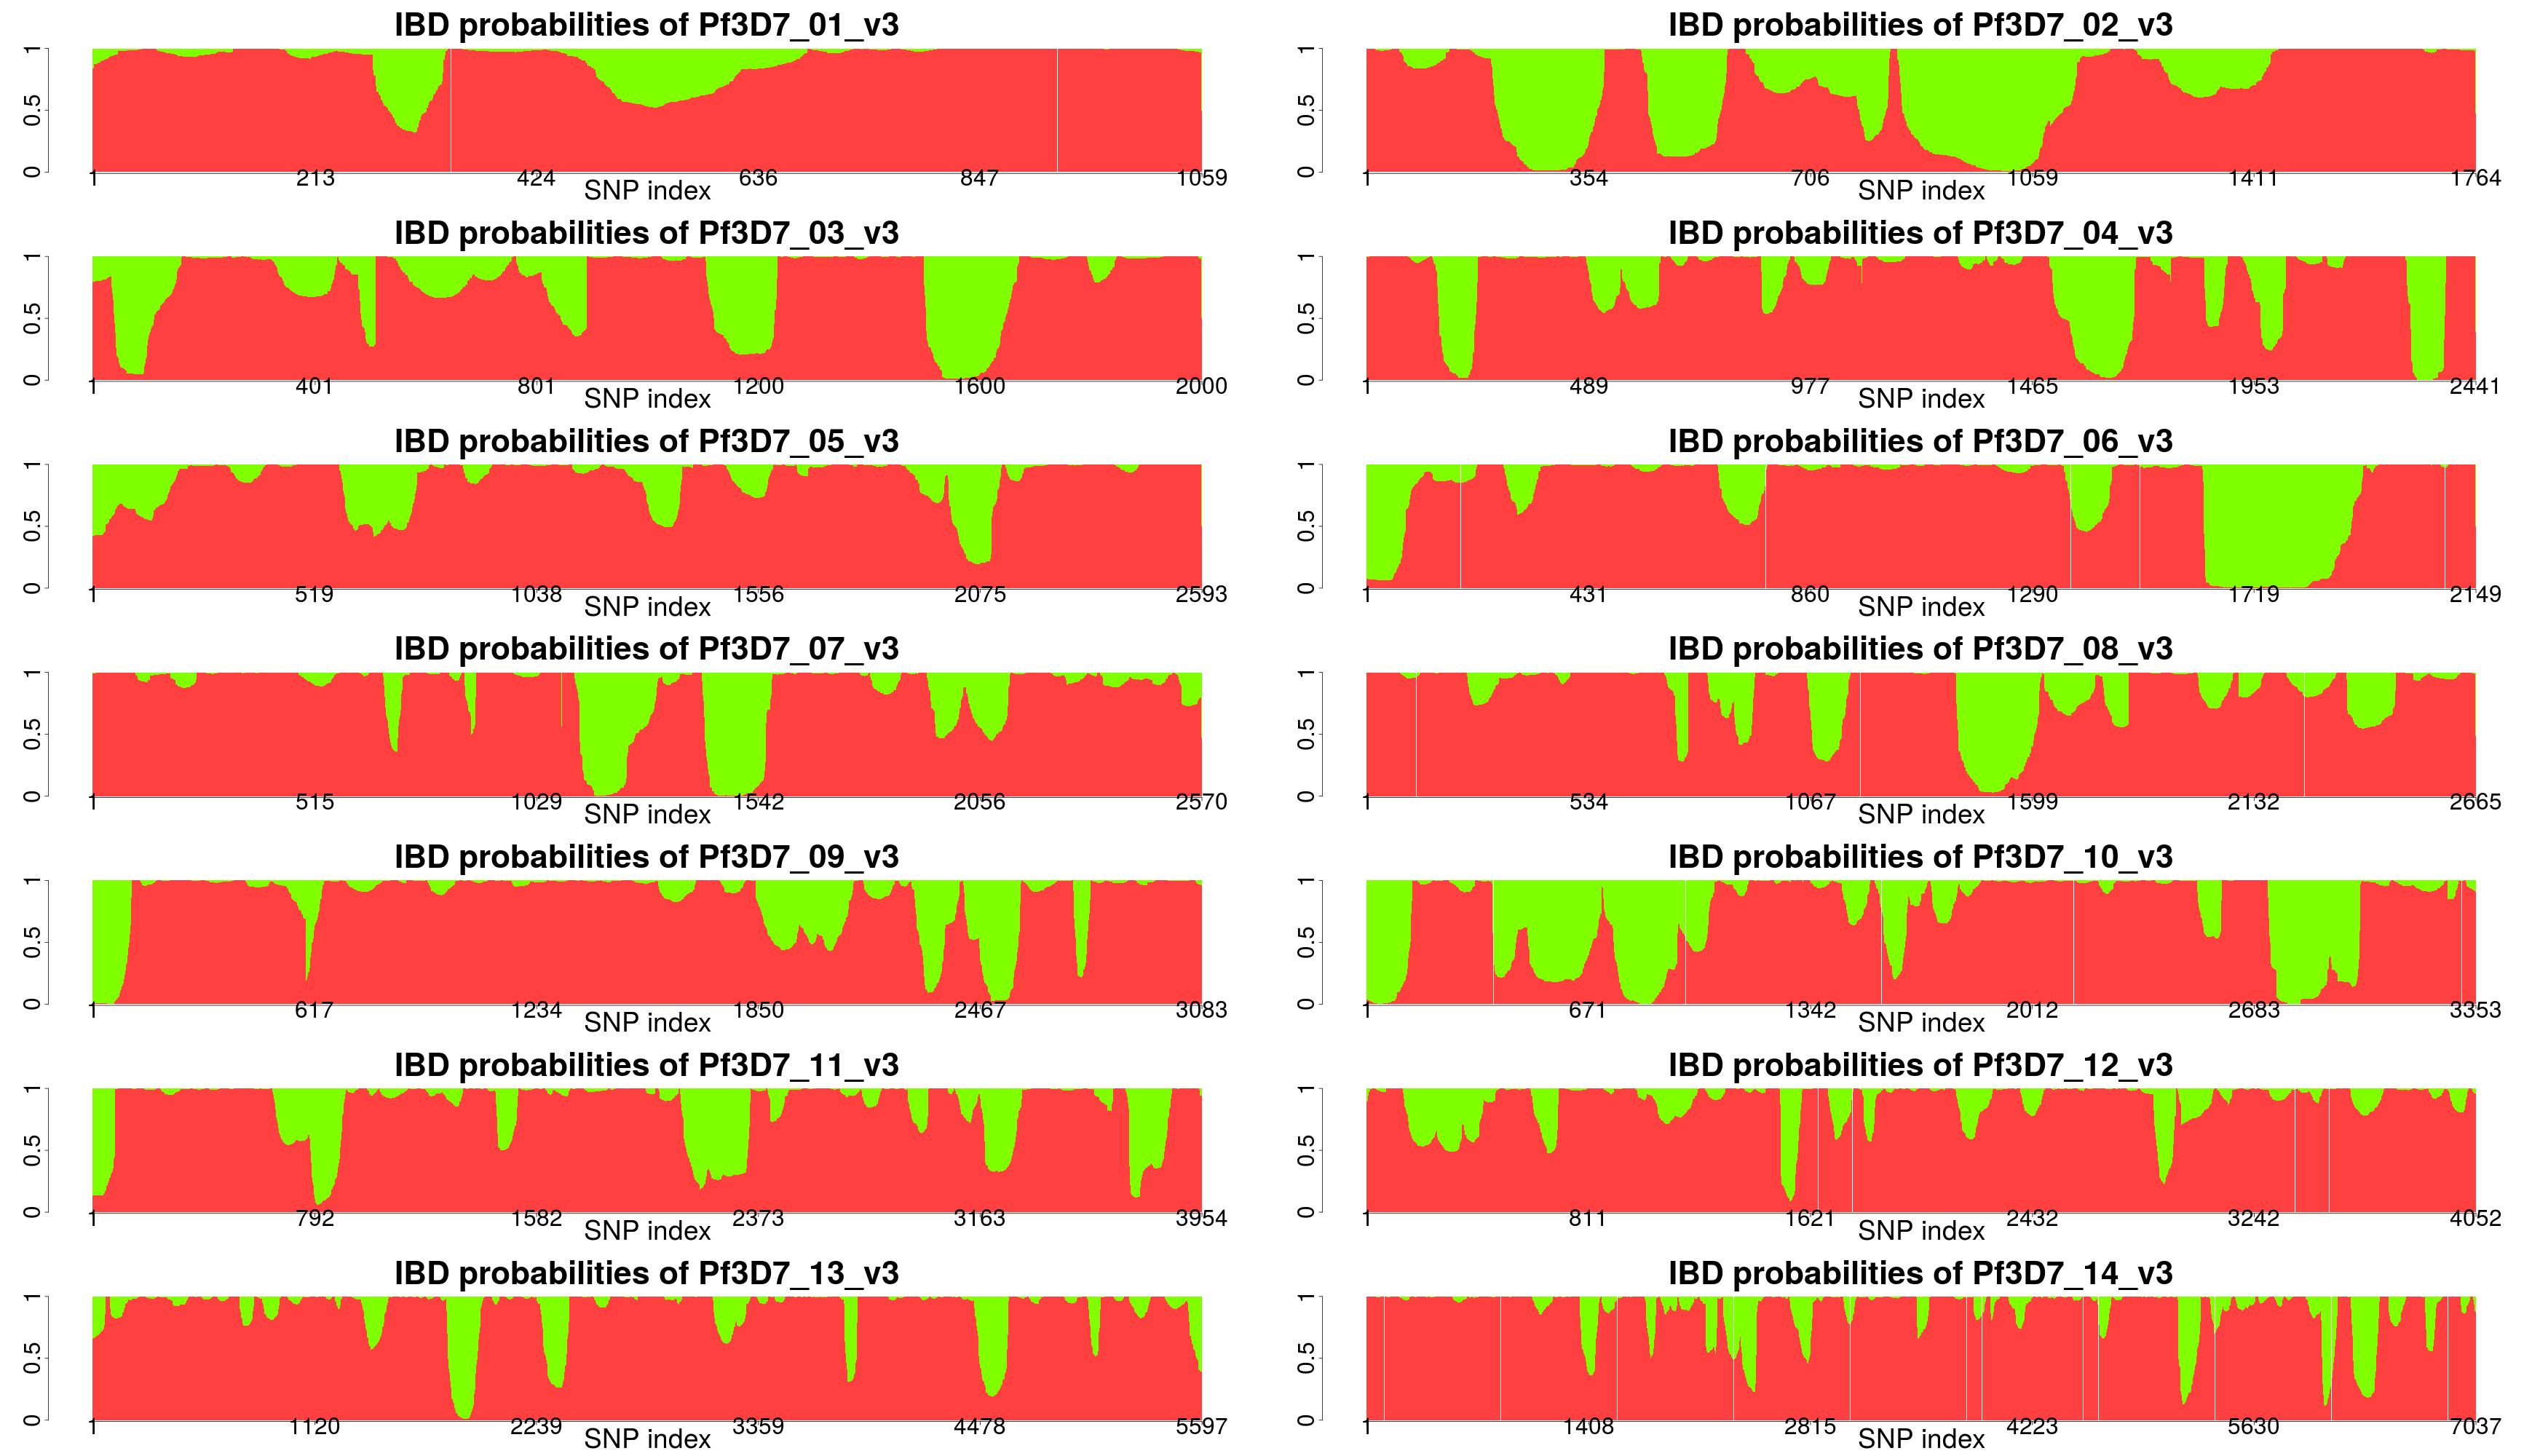 IBD probabilities of Pf3D7_01_v3
1
0.5
0
1 213 424 636 847 1059
SNP index
IBD probabilities of Pf3D7_02_v3
1
0.5
0
1 354 706 1059 1411 1764
SNP index
IBD probabilities of Pf3D7_03_v3
1
0.5
0
1 401 801 1200 1600 2000
SNP index
IBD probabilities of Pf3D7_04_v3
1
0.5
0
1 489 977 1465 1953 2441
SNP index
IBD probabilities of Pf3D7_05_v3
1
0.5
0
1 519 1038 1556 2075 2593
SNP index
IBD probabilities of Pf3D7_06_v3
1
0.5
0
1 431 860 1290 1719 2149
SNP index
IBD probabilities of Pf3D7_07_v3
1
0.5
0
1 515 1029 1542 2056 2570
SNP index
IBD probabilities of Pf3D7_08_v3
1
0.5
0
1 534 1067 1599 2132 2665
SNP index
IBD probabilities of Pf3D7_09_v3
1
0.5
0
1 617 1234 1850 2467 3083
SNP index
IBD probabilities of Pf3D7_10_v3
1
0.5
0
1 671 1342 2012 2683 3353
SNP index
IBD probabilities of Pf3D7_11_v3
1
0.5
0
1 792 1582 2373 3163 3954
SNP index
IBD probabilities of Pf3D7_12_v3
1
0.5
0
1 811 1621 2432 3242 4052
SNP index
IBD probabilities of Pf3D7_13_v3
1
0.5
0
1 1120 2239 3359 4478 5597
SNP index
IBD probabilities of Pf3D7_14_v3
1
0.5
0
1 1408 2815 4223 5630 7037
SNP index